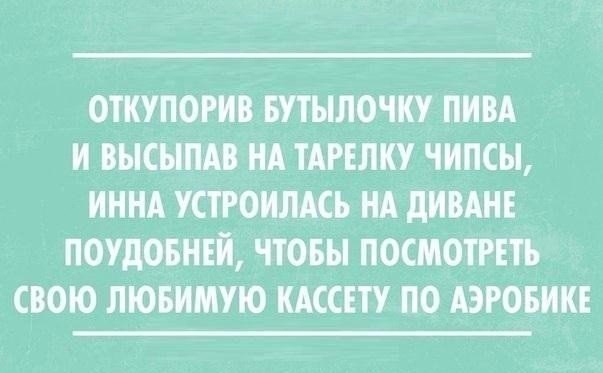 ОТКУПОРИВ БУТЫЛОЧКУ ПИВА
И ВЫСЫПАВ НА ТАРЕЛКУ ЧИПСЫ,
ИННА УСТРОИЛАСЬ НА ДИВАНЕ
ПОУДОБНЕЙ, ЧТОБЫ ПОСМОТРЕТЬ
СВОЮ ЛЮБИМУЮ КАССЕТУ ПО АЭРОБИКЕ